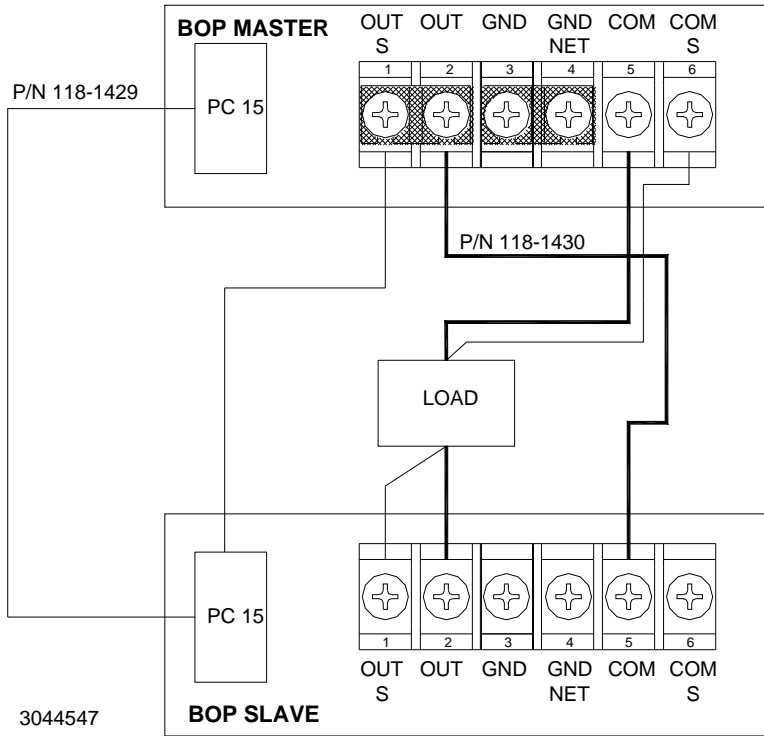 BOP MASTER
OUT S OUT GND GND NET COM COM S
1 2 3 4 5 6
P/N 118-1429
PC 15
P/N 118-1430
LOAD
PC 15
1 2 3 4 5 6
OUT S OUT GND GND NET COM COM S
BOP SLAVE
3044547